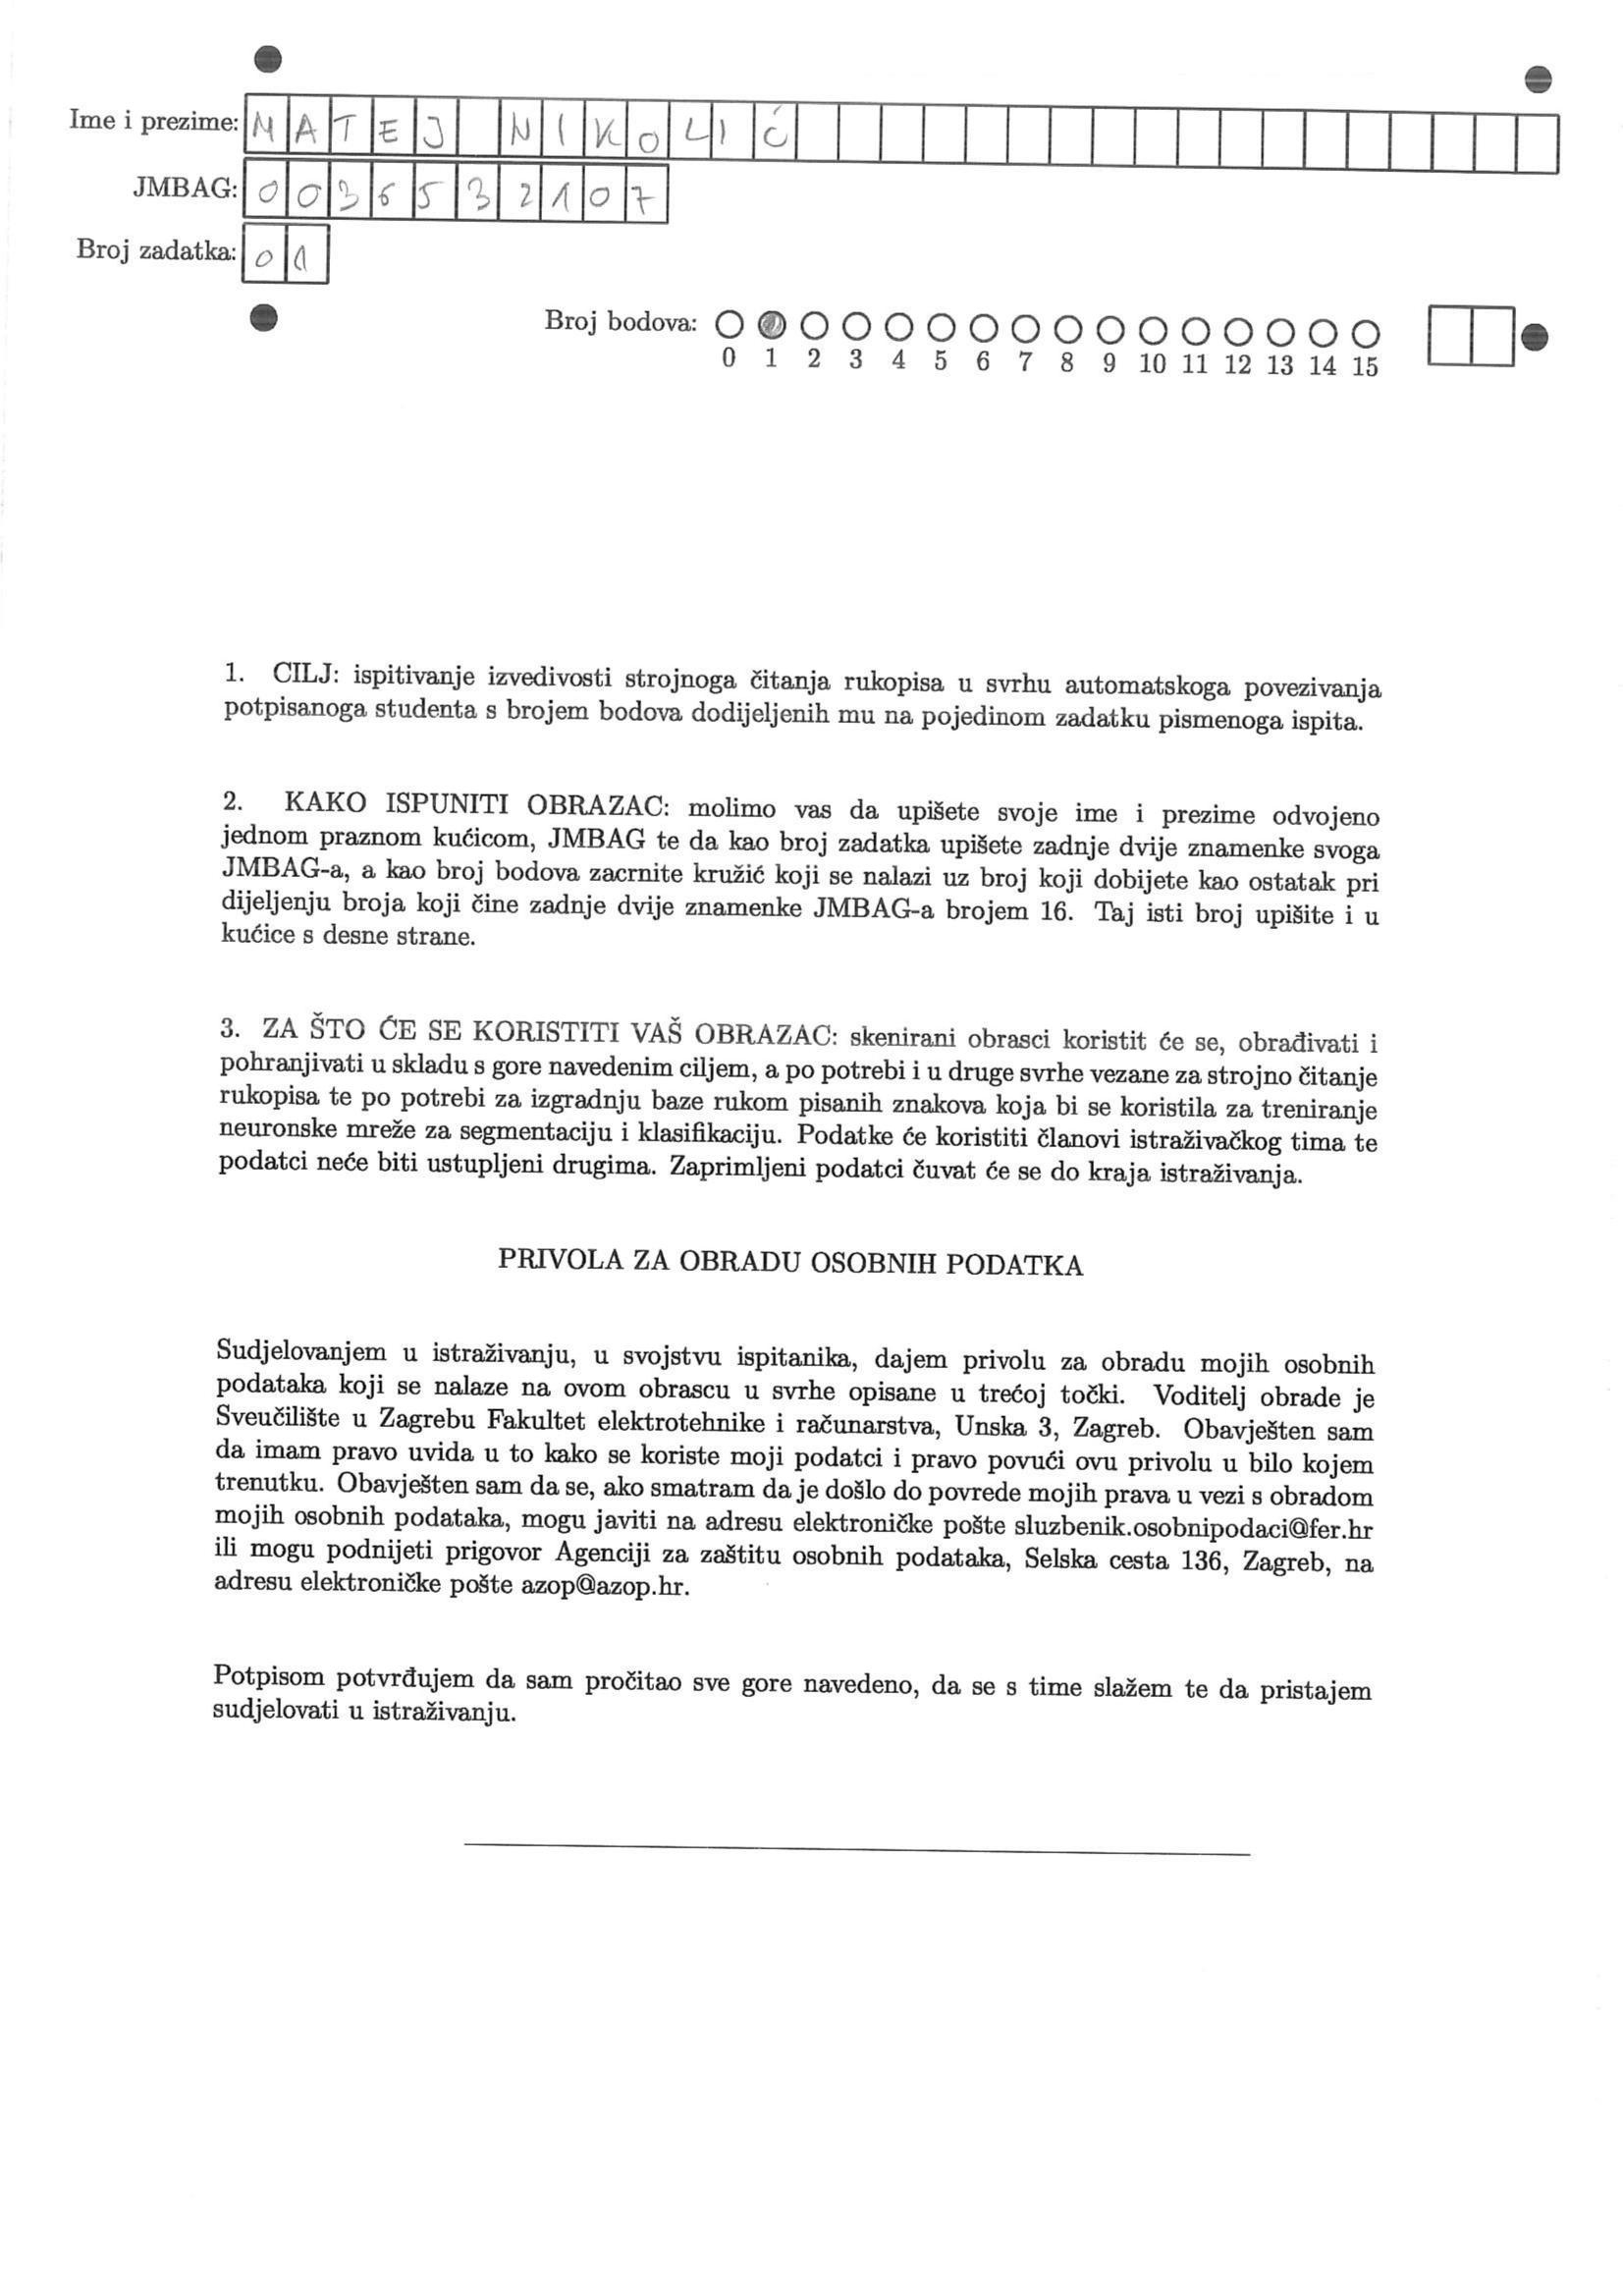 Ime i prezime: MATEJ NIKOLIĆ
JMBAG: 0036532107
Broj zadatka: 01
Broj bodova:
0 1 2 3 4 5 6 7 8 9 10 11 12 13 14 15
1. CILJ: ispitivanje izvedivosti strojnoga čitanja rukopisa u svrhu automatskoga povezivanja
potpisanoga studenta s brojem bodova dodijeljenih mu na pojedinom zadatku pismenoga ispita.
2. KAKO ISPUNITI OBRAZAC: molimo vas da upišete svoje ime i prezime odvojeno
jednom praznom kućicom, JMBAG te da kao broj zadatka upišete zadnje dvije znamenke svoga
JMBAG-a, a kao broj bodova zacrnite kružić koji se nalazi uz broj koji dobijete kao ostatak pri
dijeljenju broja koji čine zadnje dvije znamenke JMBAG-a brojem 16. Taj isti broj upišite i u
kućice s desne strane.
3. ZA ŠTO ĆE SE KORISTITI VAŠ OBRAZAC: skenirani obrasci koristit će se, obrađivati i
pohranjivati u skladu s gore navedenim ciljem, a po potrebi i u druge svrhe vezane za strojno čitanje
rukopisa te po potrebi za izgradnju baze rukom pisanih znakova koja bi se koristila za treniranje
neuronske mreže za segmentaciju i klasifikaciju. Podatke će koristiti članovi istraživačkog tima te
podatci neće biti ustupljeni drugima. Zaprimljeni podatci čuvat će se do kraja istraživanja.
PRIVOLA ZA OBRADU OSOBNIH PODATKA
Sudjelovanjem u istraživanju, u svojstvu ispitanika, dajem privolu za obradu mojih osobnih
podataka koji se nalaze na ovom obrascu u svrhe opisane u trećoj točki. Voditelj obrade je
Sveučilište u Zagrebu Fakultet elektrotehnike i računarstva, Unska 3, Zagreb. Obavješten sam
da imam pravo uvida u to kako se koriste moji podatci i pravo povući ovu privolu u bilo kojem
trenutku. Obavješten sam da se, ako smatram da je došlo do povrede mojih prava u vezi s obradom
mojih osobnih podataka, mogu javiti na adresu elektroničke pošte sluzbenik.osobnipodaci@fer.hr
ili mogu podnijeti prigovor Agenciji za zaštitu osobnih podataka, Selska cesta 136, Zagreb, na
adresu elektroničke pošte azop@azop.hr.
Potpisom potvrđujem da sam pročitao sve gore navedeno, da se s time slažem te da pristajem
sudjelovati u istraživanju.